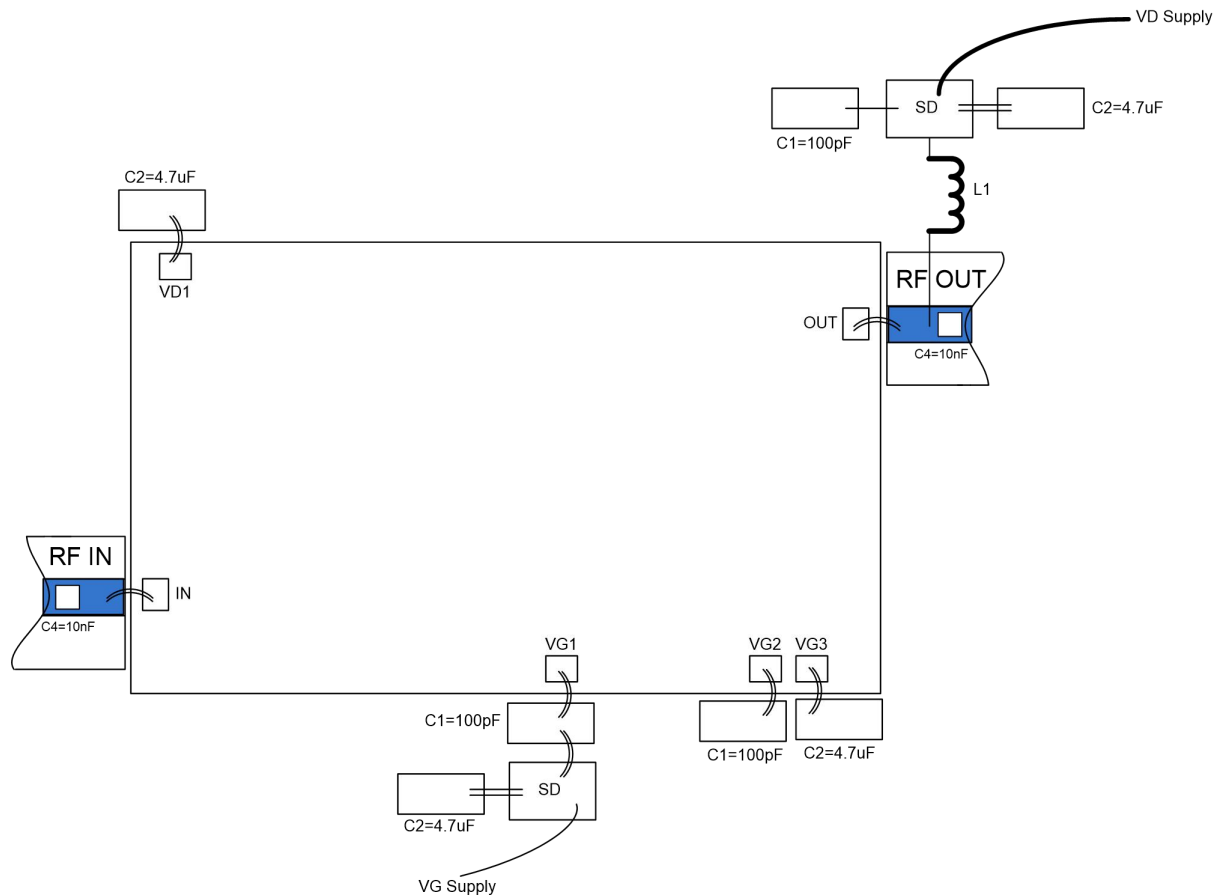 VD Supply
SD
C2=4.7uF
C1=100pF
C2=4.7uF
L1
RF OUT
VD1
OUT
C4=10nF
RF IN
IN
C4=10nF
VG1
VG2
VG3
C1=100pF
C1=100pF
C2=4.7uF
SD
C2=4.7uF
VG Supply